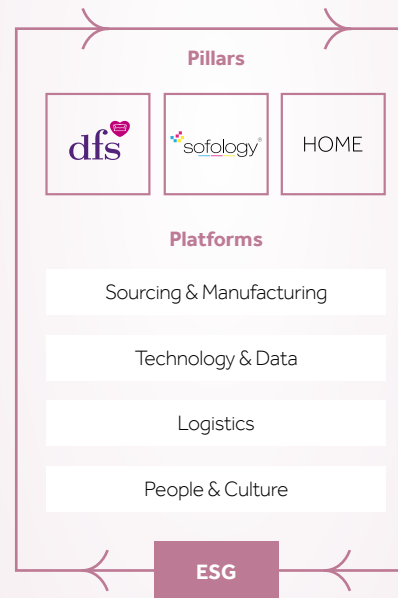 Pillars
dfs
sofology®
HOME
Platforms
Sourcing & Manufacturing
Technology & Data
Logistics
People & Culture
ESG